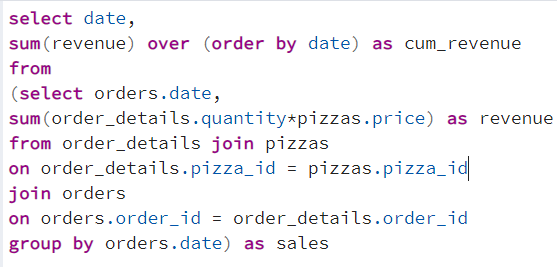 select date,
sum(revenue) over (order by date) as cum_revenue
from
(select orders.date,
sum(order_details.quantity*pizzas.price) as revenue
from order_details join pizzas
on order_details.pizza_id = pizzas.pizza_id
join orders
on orders.order_id = order_details.order_id
group by orders.date) as sales